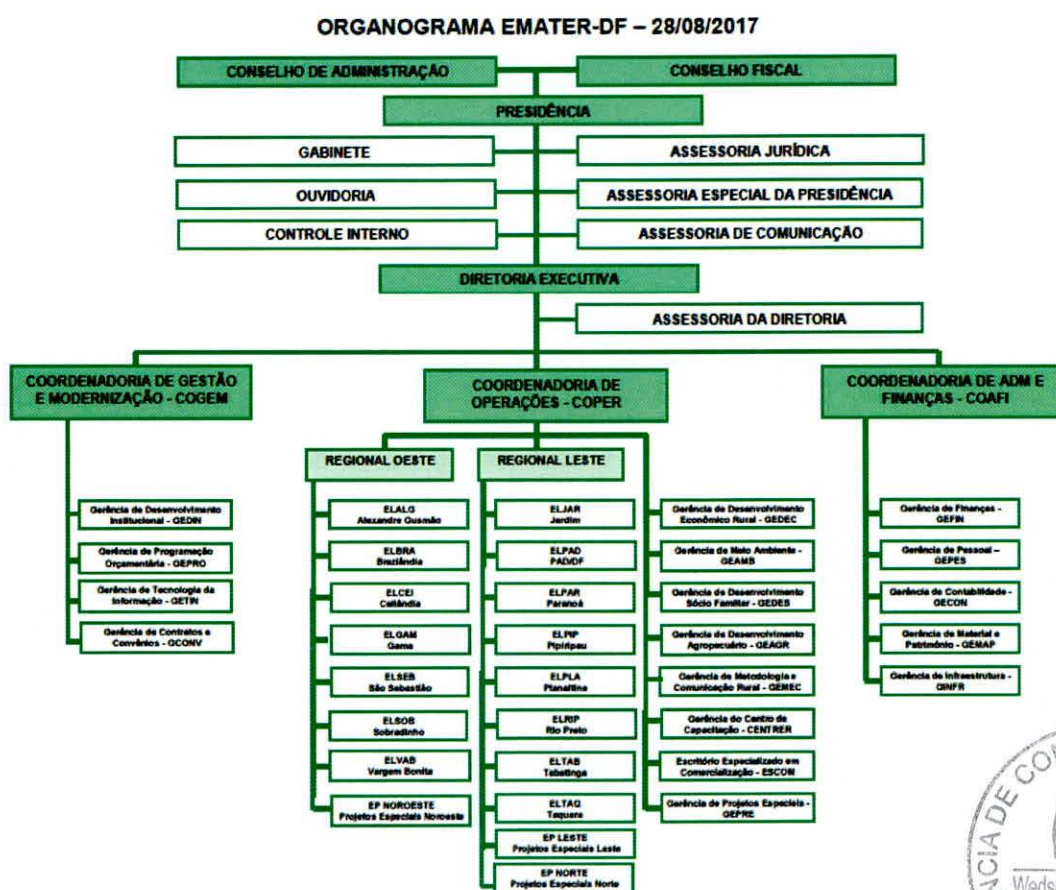 ORGANOGRAMA EMATER-DF – 28/08/2017
CONSELHO DE ADMINISTRAÇÃO
CONSELHO FISCAL
PRESIDÊNCIA
GABINETE
ASSESSORIA JURÍDICA
OUVIDORIA
ASSESSORIA ESPECIAL DA PRESIDÊNCIA
CONTROLE INTERNO
ASSESSORIA DE COMUNICAÇÃO
DIRETORIA EXECUTIVA
ASSESSORIA DA DIRETORIA
COORDENADORIA DE GESTÃO
E MODERNIZAÇÃO - COGEM
COORDENADORIA DE
OPERAÇÕES - COPER
COORDENADORIA DE ADM E
FINANÇAS - COAFI
Gerência de Desenvolvimento
Institucional - GEDIN
Gerência de Programação
Orçamentária - GEPRO
Gerência de Tecnologia da
Informação - GETIN
Gerência de Contratos e
Convênios - GCONV
REGIONAL OESTE
ELALG
Alexandre Gusmão
ELBRA
Brazlândia
ELCEI
Ceilândia
ELGAM
Gama
ELSEB
São Sebastião
ELSOB
Sobradinho
ELVAB
Vargem Bonita
EP NOROESTE
Projetos Especiais Noroeste
REGIONAL LESTE
ELJAR
Jardim
ELPAD
PAD/DF
ELPAR
Paranoá
ELPIP
Pipiripau
ELPLA
Planaltina
ELRIP
Rio Preto
ELTAB
Tabatinga
ELTAQ
Taquara
EP LESTE
Projetos Especiais Leste
EP NORTE
Projetos Especiais Norte
Gerência de Desenvolvimento
Econômico Rural - GEDEC
Gerência de Meio Ambiente -
GEAMB
Gerência de Desenvolvimento
Sócio Familiar - GEDES
Gerência de Desenvolvimento
Agropecuário - GEAGR
Gerência de Metodologia e
Comunicação Rural - GEMEC
Gerência do Centro de
Capacitação - CENTRER
Escritório Especializado em
Comercialização - ESCOM
Gerência de Projetos Especiais -
GEPRE
Gerência de Finanças -
GEFIN
Gerência de Pessoal –
GEPES
Gerência de Contabilidade -
GECON
Gerência de Material e
Patrimônio - GEMAP
Gerência de Infraestrutura -
GINFR
NCIA DE CO
Weds